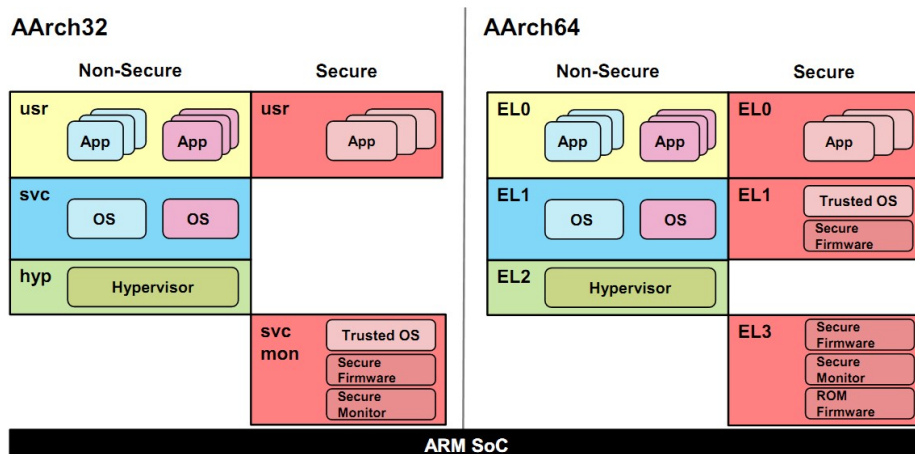 AArch32
Non-Secure
Secure
usr
App
App
usr
App
svc
OS
OS
hyp
Hypervisor
svc
mon
Trusted OS
Secure
Firmware
Secure
Monitor
AArch64
Non-Secure
Secure
EL0
App
App
EL0
App
EL1
OS
OS
EL1
Trusted OS
Secure
Firmware
EL2
Hypervisor
EL3
Secure
Firmware
Secure
Monitor
ROM
Firmware
ARM SoC